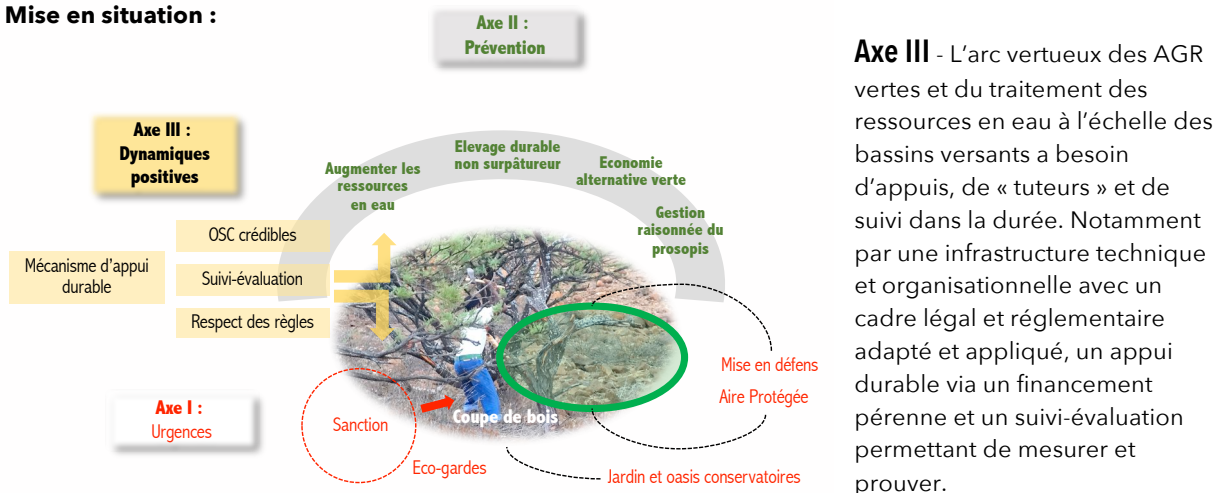 Mise en situation :
Axe II :
Prévention
Axe III :
Dynamiques
positives
Augmenter les
ressources
en eau
Elevage durable
non surpâtureur
Economie
alternative verte
Gestion
raisonnée du
prosopis
Mécanisme d'appui
durable
OSC crédibles
Suivi-évaluation
Respect des règles
Axe I :
Urgences
Sanction
Coupe de bois
Eco-gardes
Mise en défens
Aire Protégée
Jardin et oasis conservatoires
Axe III - L'arc vertueux des AGR
vertes et du traitement des
ressources en eau à l'échelle des
bassins versants a besoin
d'appuis, de « tuteurs » et de
suivi dans la durée. Notamment
par une infrastructure technique
et organisationnelle avec un
cadre légal et réglementaire
adapté et appliqué, un appui
durable via un financement
pérenne et un suivi-évaluation
permettant de mesurer et
prouver.